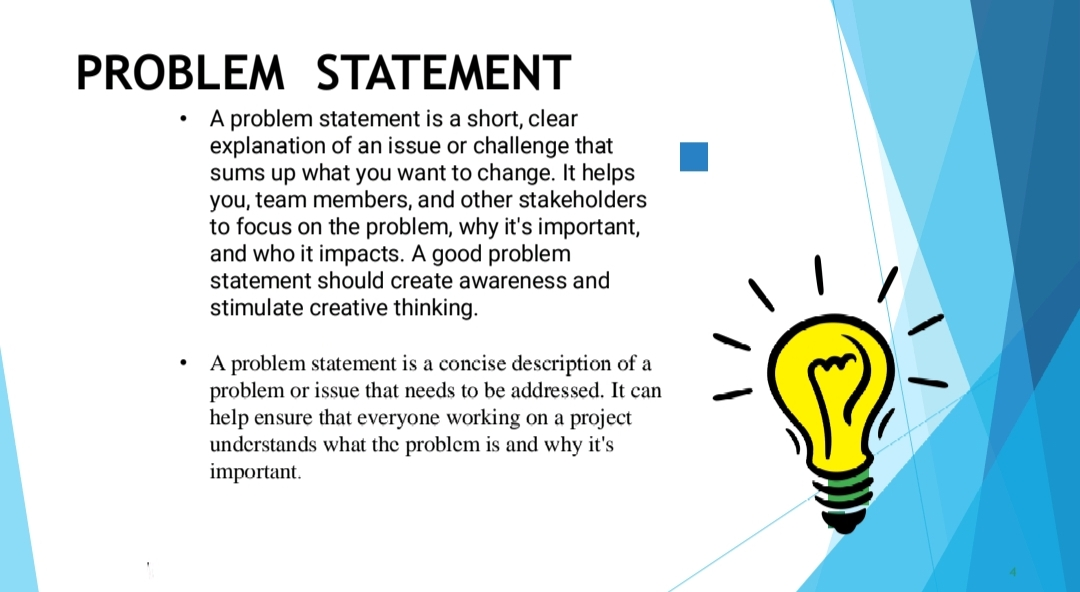 PROBLEM STATEMENT
• A problem statement is a short, clear
explanation of an issue or challenge that
sums up what you want to change. It helps
you, team members, and other stakeholders
to focus on the problem, why it's important,
and who it impacts. A good problem
statement should create awareness and
stimulate creative thinking.
• A problem statement is a concise description of a
problem or issue that needs to be addressed. It can
help ensure that everyone working on a project
understands what the problem is and why it's
important.
4